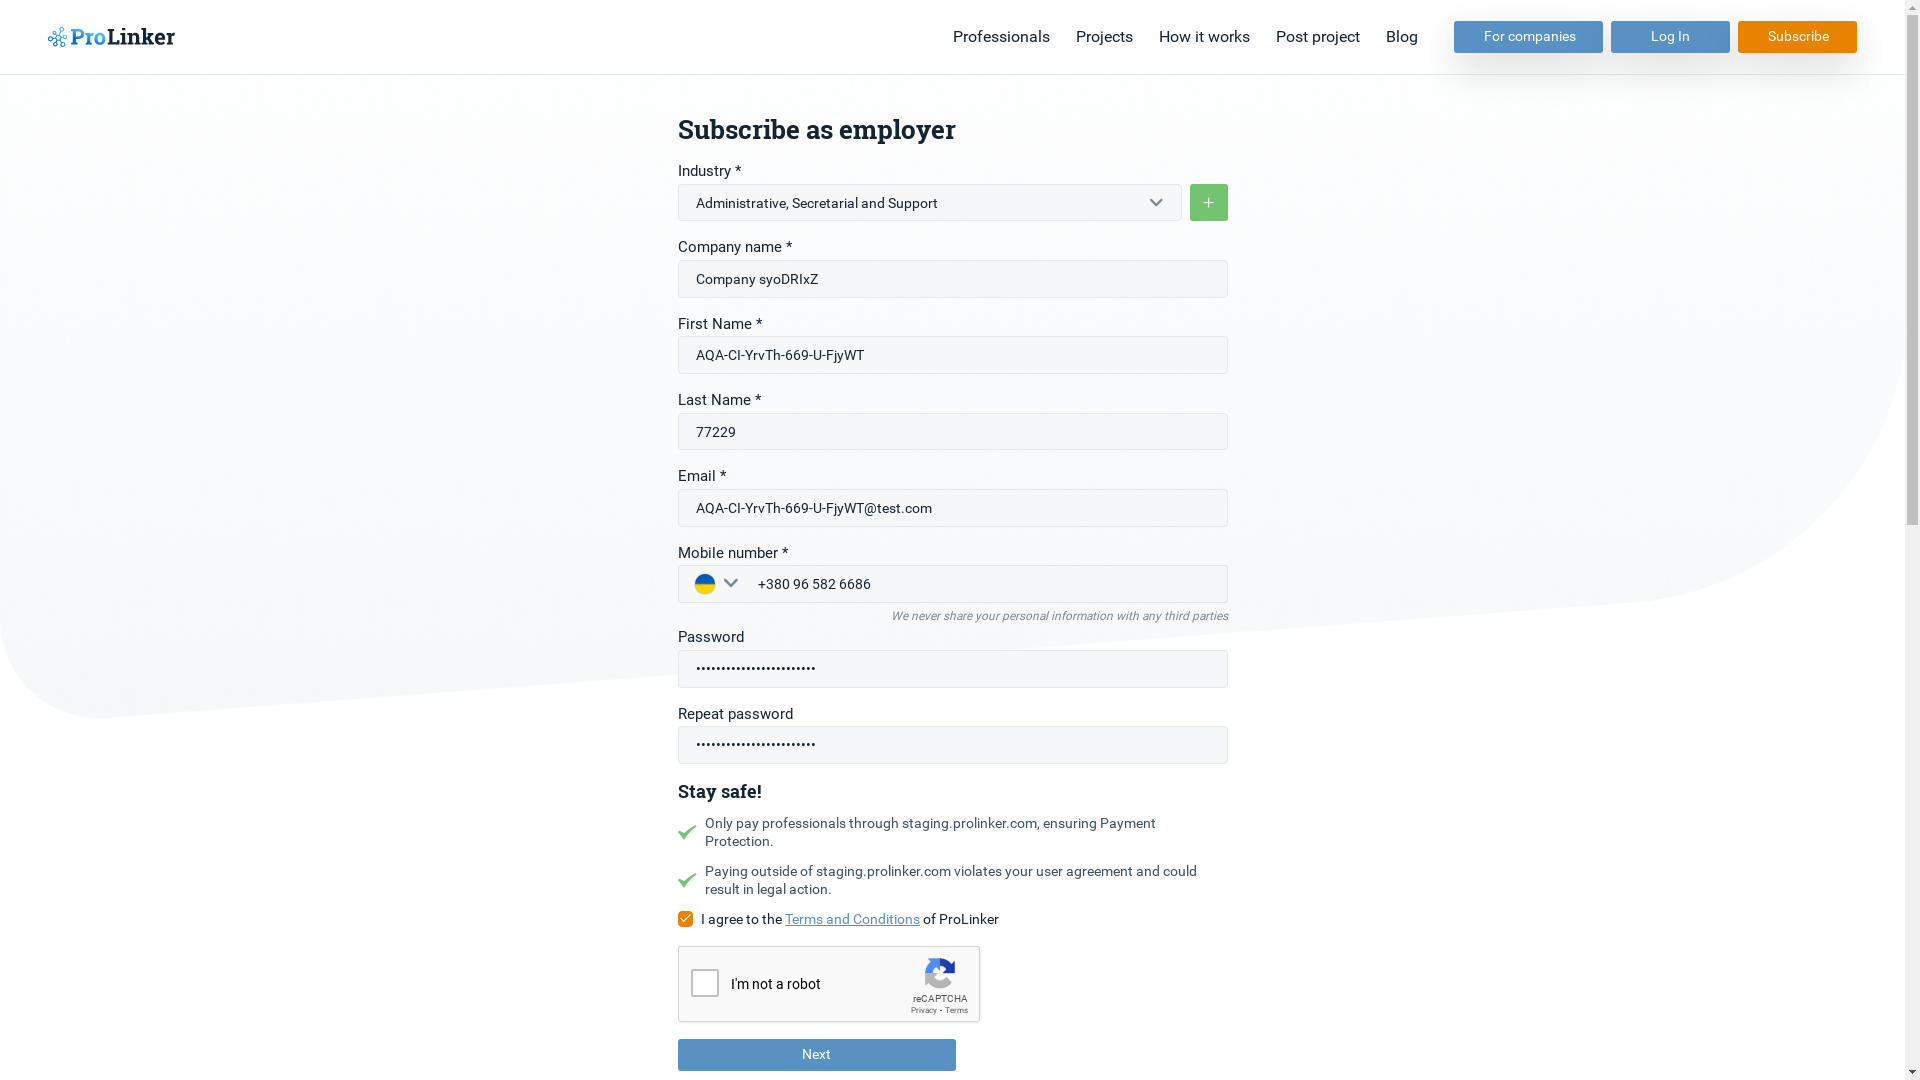 ProLinker
Professionals
Projects
How it works
Post project
Blog
For companies
Log In
Subscribe
Subscribe as employer
Industry *
Administrative, Secretarial and Support
+
Company name *
Company syoDRIxZ
First Name *
AQA-CI-YrvTh-669-U-FjyWT
Last Name *
77229
Email *
AQA-CI-YrvTh-669-U-FjyWT@test.com
Mobile number *
+380 96 582 6686
We never share your personal information with any third parties
Password
••••••••••••••••••••••••
Repeat password
••••••••••••••••••••••••
Stay safe!
Only pay professionals through staging.prolinker.com, ensuring Payment
Protection.
Paying outside of staging.prolinker.com violates your user agreement and could
result in legal action.
I agree to the Terms and Conditions of ProLinker
I'm not a robot
reCAPTCHA
Privacy - Terms
Next